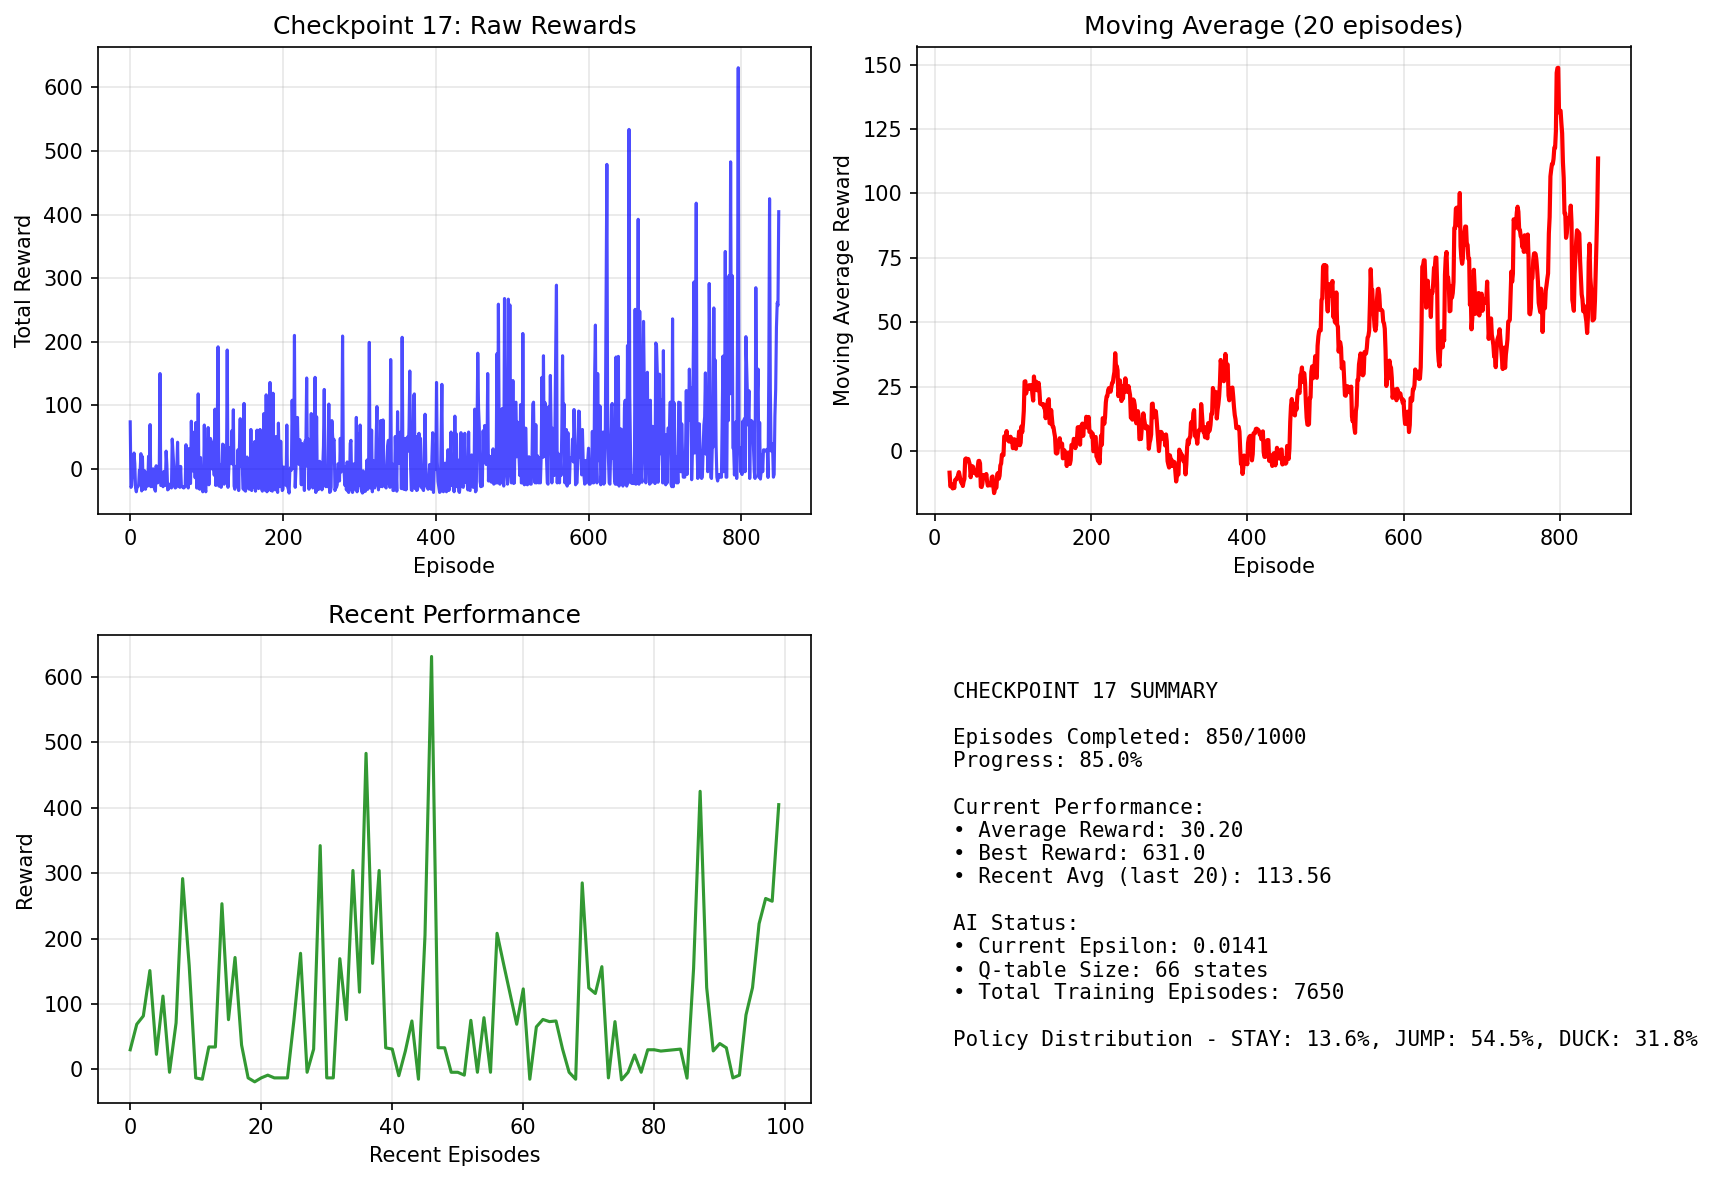 Checkpoint 17: Raw Rewards
Total Reward
600
500
400
300
200
100
0
0 200 400 600 800
Episode
Moving Average (20 episodes)
Moving Average Reward
150
125
100
75
50
25
0
0 200 400 600 800
Episode
Recent Performance
Reward
600
500
400
300
200
100
0
0 20 40 60 80 100
Recent Episodes
CHECKPOINT 17 SUMMARY
Episodes Completed: 850/1000
Progress: 85.0%
Current Performance:
• Average Reward: 30.20
• Best Reward: 631.0
• Recent Avg (last 20): 113.56
AI Status:
• Current Epsilon: 0.0141
• Q-table Size: 66 states
• Total Training Episodes: 7650
Policy Distribution - STAY: 13.6%, JUMP: 54.5%, DUCK: 31.8%